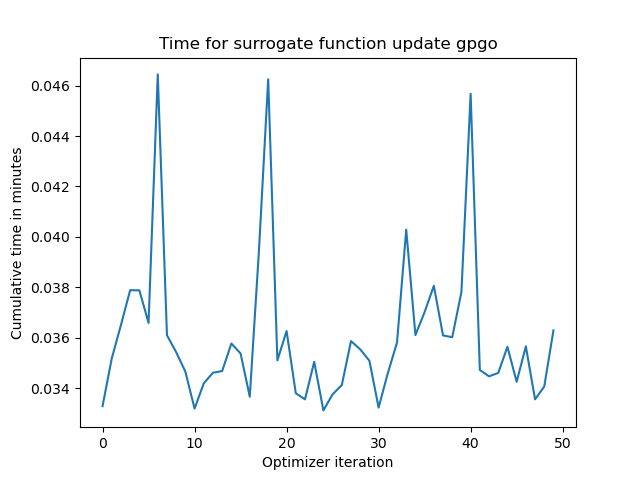 Time for surrogate function update gpgo
0.046
0.044
0.042
0.040
0.038
0.036
0.034
Cumulative time in minutes
0 10 20 30 40 50
Optimizer iteration